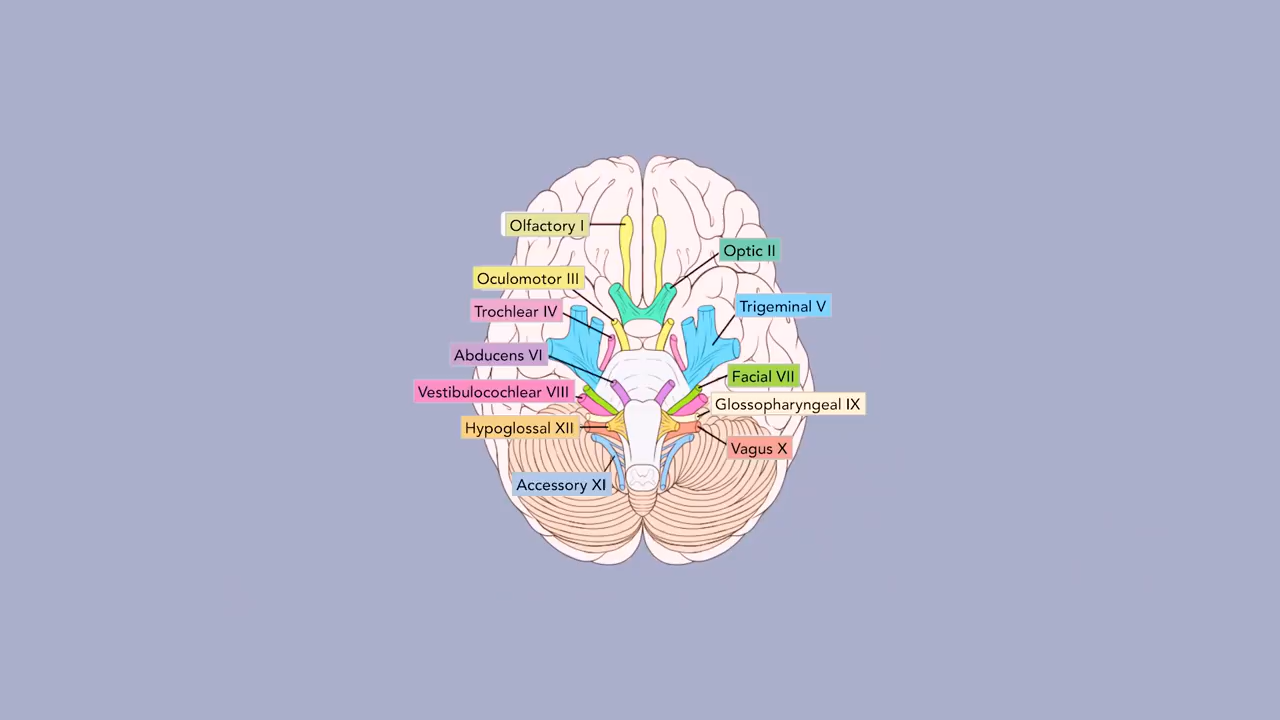 Olfactory I
Optic II
Oculomotor III
Trochlear IV
Trigeminal V
Abducens VI
Facial VII
Vestibulocochlear VIII
Glossopharyngeal IX
Hypoglossal XII
Vagus X
Accessory XI